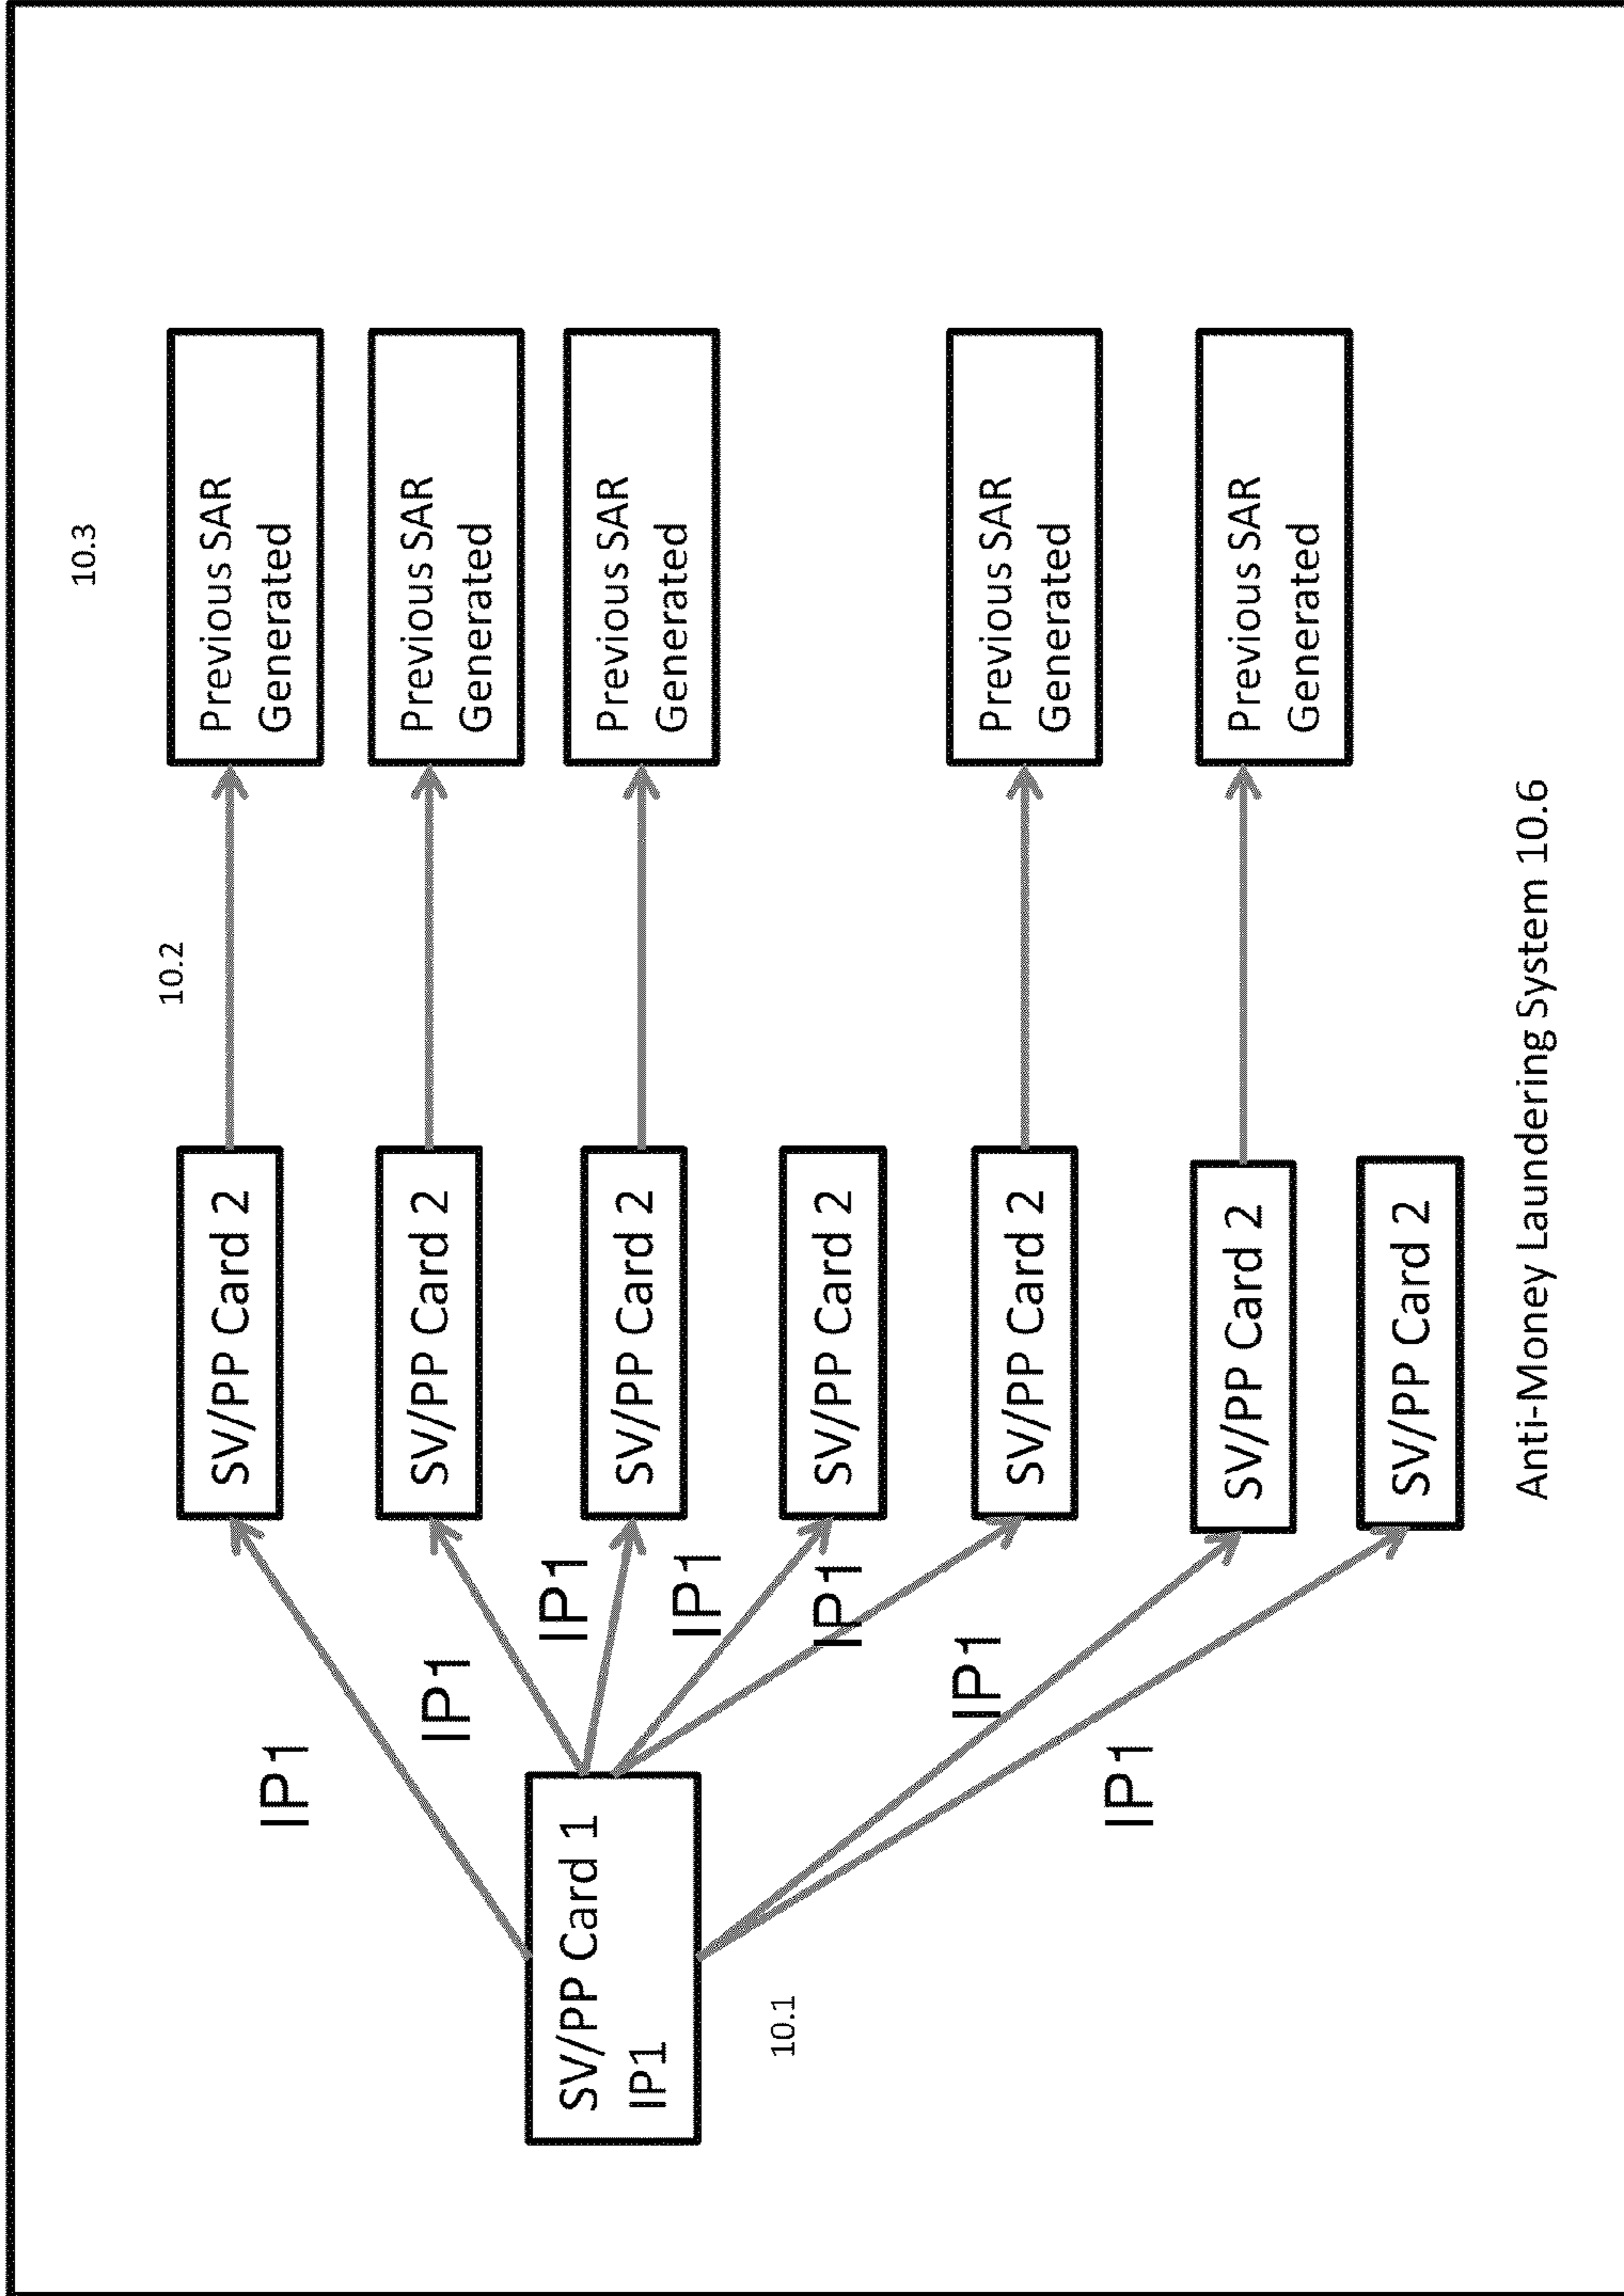 10.3
10.2
SV/PP Card 2
Previous SAR
Generated
IP1
SV/PP Card 2
Previous SAR
Generated
IP1
SV/PP Card 2
Previous SAR
Generated
IP1
SV/PP Card 1
IP1
IP1
SV/PP Card 2
IP1
SV/PP Card 2
Previous SAR
Generated
10.1
IP1
SV/PP Card 2
Previous SAR
Generated
IP1
SV/PP Card 2
Anti-Money Laundering System 10.6